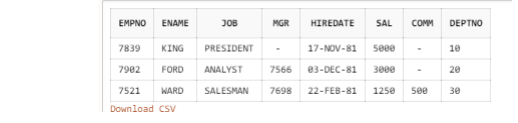 EMPNO ENAME JOB MGR HIREDATE SAL COMM DEPTNO
7839 KING PRESIDENT - 17-NOV-81 5000 - 10
7902 FORD ANALYST 7566 03-DEC-81 3000 - 20
7521 WARD SALESMAN 7698 22-FEB-81 1250 500 30
Download CSV